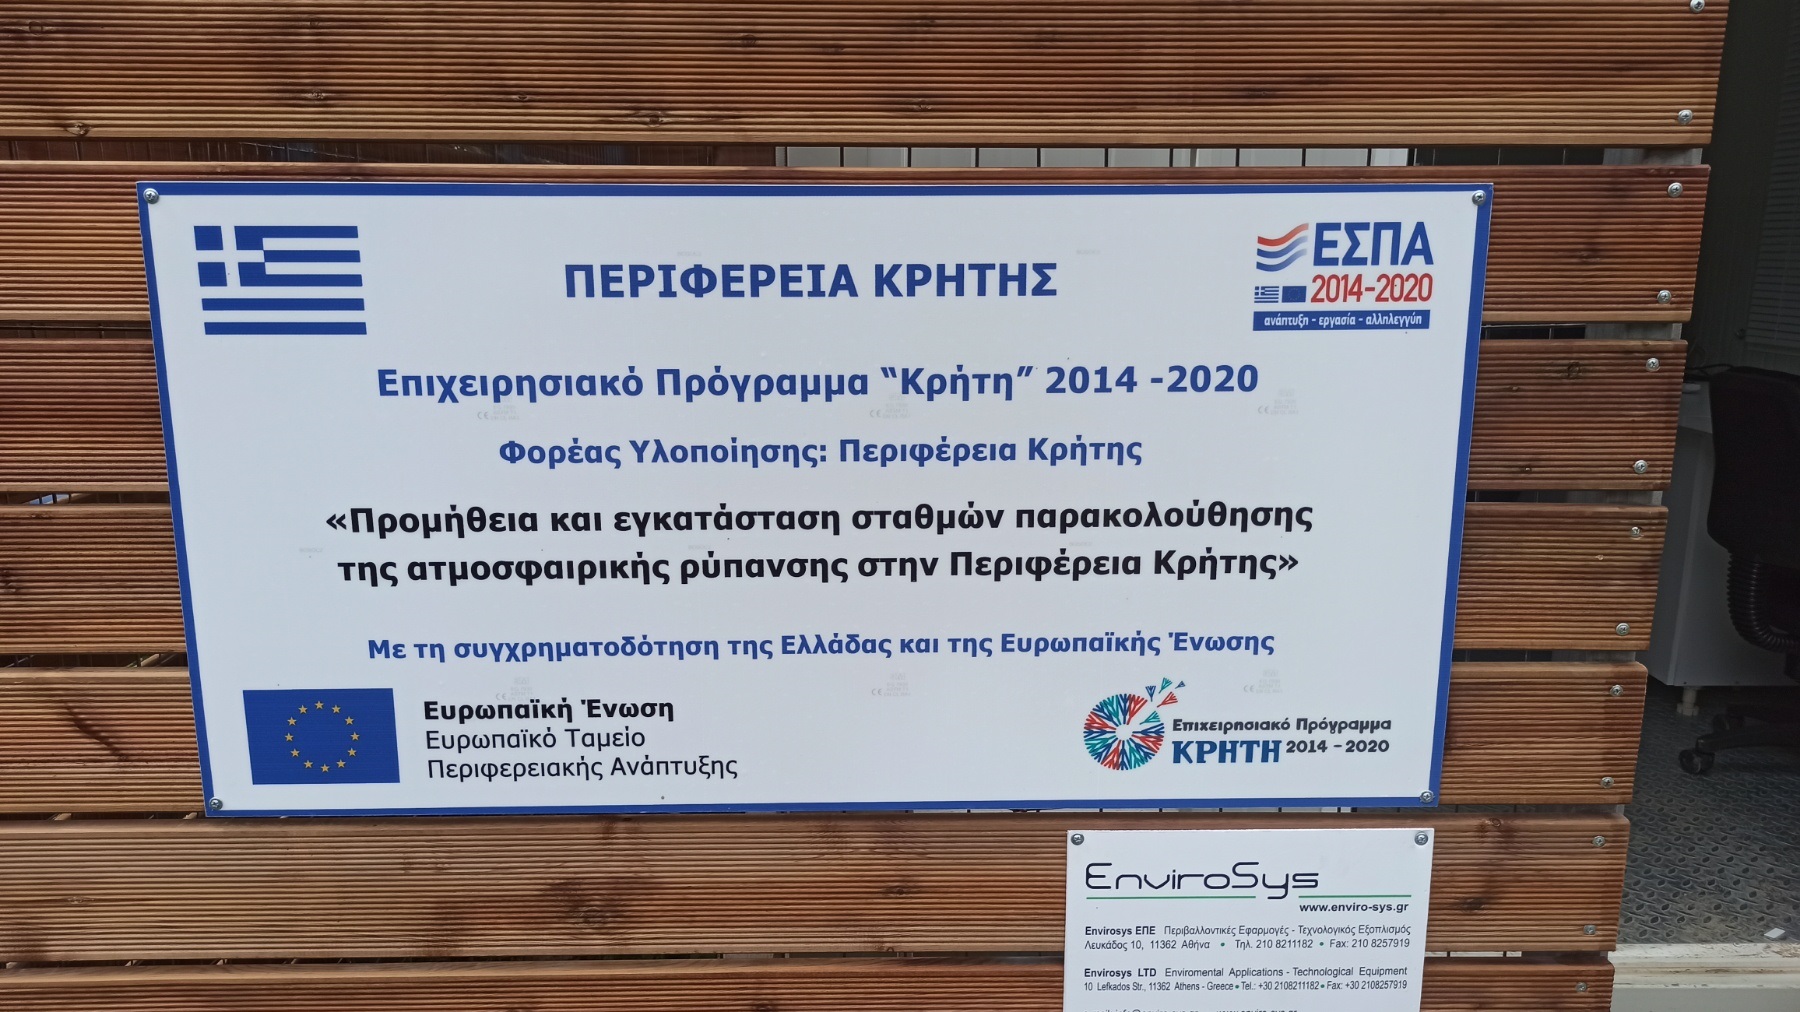 ΠΕΡΙΦΕΡΕΙΑ ΚΡΗΤΗΣ
ΕΣΠΑ
2014-2020
ανάπτυξη - εργασία - αλληλεγγύη
Επιχειρησιακό Πρόγραμμα “Κρήτη” 2014 -2020
Φορέας Υλοποίησης: Περιφέρεια Κρήτης
«Προμήθεια και εγκατάσταση σταθμών παρακολούθησης
της ατμοσφαιρικής ρύπανσης στην Περιφέρεια Κρήτης»
Με τη συγχρηματοδότηση της Ελλάδας και της Ευρωπαϊκής Ένωσης
Ευρωπαϊκή Ένωση
Ευρωπαϊκό Ταμείο
Περιφερειακής Ανάπτυξης
Επιχειρησιακό Πρόγραμμα
ΚΡΗΤΗ 2014 - 2020
EnviroSys
www.enviro-sys.gr
Envirosys ΕΠΕ Περιβαλλοντικές Εφαρμογές - Τεχνολογικός Εξοπλισμός
Λευκάδος 10, 11362 Αθήνα • Τηλ. 210 8211182 • Fax: 210 8257919
Envirosys LTD Enviromental Applications - Technological Equipment
10 Lefkados Str., 11362 Athens - Greece • Tel.: +30 2108211182 • Fax: +30 2108257919